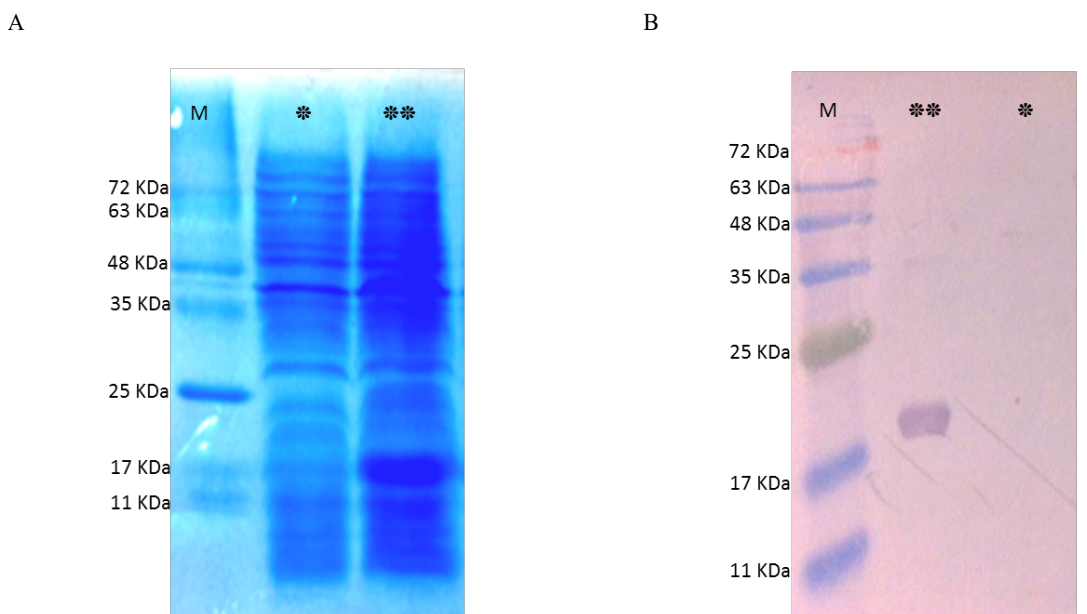 A
M * **
72 KDa
63 KDa
48 KDa
35 KDa
25 KDa
17 KDa
11 KDa
B
M ** *
72 KDa
63 KDa
48 KDa
35 KDa
25 KDa
17 KDa
11 KDa